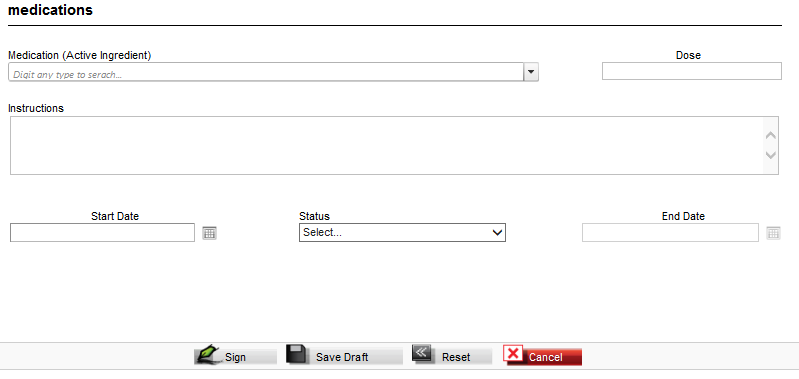 medications
Medication (Active Ingredient)
Dose
Digit any type to serach...
Instructions
Start Date
Status
End Date
Select...
Sign
Save Draft
Reset
Cancel